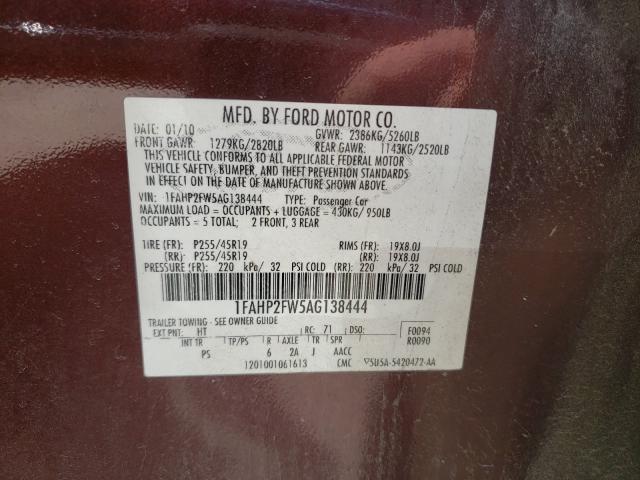 MFD. BY FORD MOTOR CO.
DATE: 01/10 GVWR: 2386KG/5260LB
FRONT GAWR: 1279KG/2820LB REAR GAWR: 1143KG/2520LB
THIS VEHICLE CONFORMS TO ALL APPLICABLE FEDERAL MOTOR
VEHICLE SAFETY, BUMPER, AND THEFT PREVENTION STANDARDS
IN EFFECT ON THE DATE OF MANUFACTURE SHOWN ABOVE.
VIN: 1FAHP2FW5AG138444 TYPE: Passenger Car
MAXIMUM LOAD = OCCUPANTS + LUGGAGE = 430KG/ 950LB
OCCUPANTS = 5 TOTAL; 2 FRONT, 3 REAR
TIRE (FR): P255/45R19 RIMS (FR): 19X8.0J
(RR): P255/45R19 (RR): 19X8.0J
PRESSURE (FR): 220 kPa/ 32 PSI COLD (RR): 220 kPa/ 32 PSI COLD
1FAHP2FW5AG138444
TRAILER TOWING - SEE OWNER GUIDE
EXT PNT: HT RC: 71 DSO: F0094
INT TR TP/PS R AXLE TR SPR R0090
PS 6 2A J AACC
1201001061613 CMC 5U5A-5420472-AA